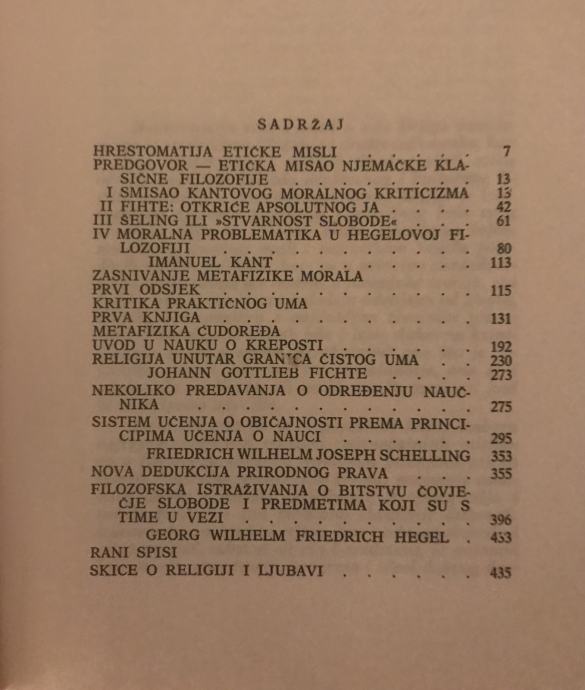 SADRŽAJ
HRESTOMATIJA ETIČKE MISLI . . . . . 7
PREDGOVOR — ETIČKA MISAO NJEMAČKE KLA-
SIČNE FILOZOFIJE . . . . . . . . . 13
I SMISAO KANTOVOG MORALNOG KRITICIZMA 13
II FIHTE: OTKRIĆE APSOLUTNOG JA . . . . 42
III ŠELING ILI »STVARNOST SLOBODE« . . . 61
IV MORALNA PROBLEMATIKA U HEGELOVOJ FI-
LOZOFIJI . . . . . . . . . . 80
IMANUEL KANT . . . . . . . . 113
ZASNIVANJE METAFIZIKE MORALA
PRVI ODSJEK . . . . . . . . . . 115
KRITIKA PRAKTIČNOG UMA
PRVA KNJIGA . . . . . . . . . . 131
METAFIZIKA ĆUDOREĐA
UVOD U NAUKU O KREPOSTI . . . . . . 192
RELIGIJA UNUTAR GRANICA ČISTOG UMA . . 230
JOHANN GOTTLIEB FICHTE . . . . 273
NEKOLIKO PREDAVANJA O ODREĐENJU NAUČ-
NIKA . . . . . . . . . . . 275
SISTEM UČENJA O OBIČAJNOSTI PREMA PRINCI-
CIPIMA UČENJA O NAUCI . . . . . . 295
FRIEDRICH WILHELM JOSEPH SCHELLING 353
NOVA DEDUKCIJA PRIRODNOG PRAVA . . . 355
FILOZOFSKA ISTRAŽIVANJA O BITSTVU ČOVJE-
ČJE SLOBODE I PREDMETIMA KOJI SU S
TIME U VEZI . . . . . . . . . . 396
GEORG WILHELM FRIEDRICH HEGEL . 433
RANI SPISI
SKICE O RELIGIJI I LJUBAVI . . . . . . 435